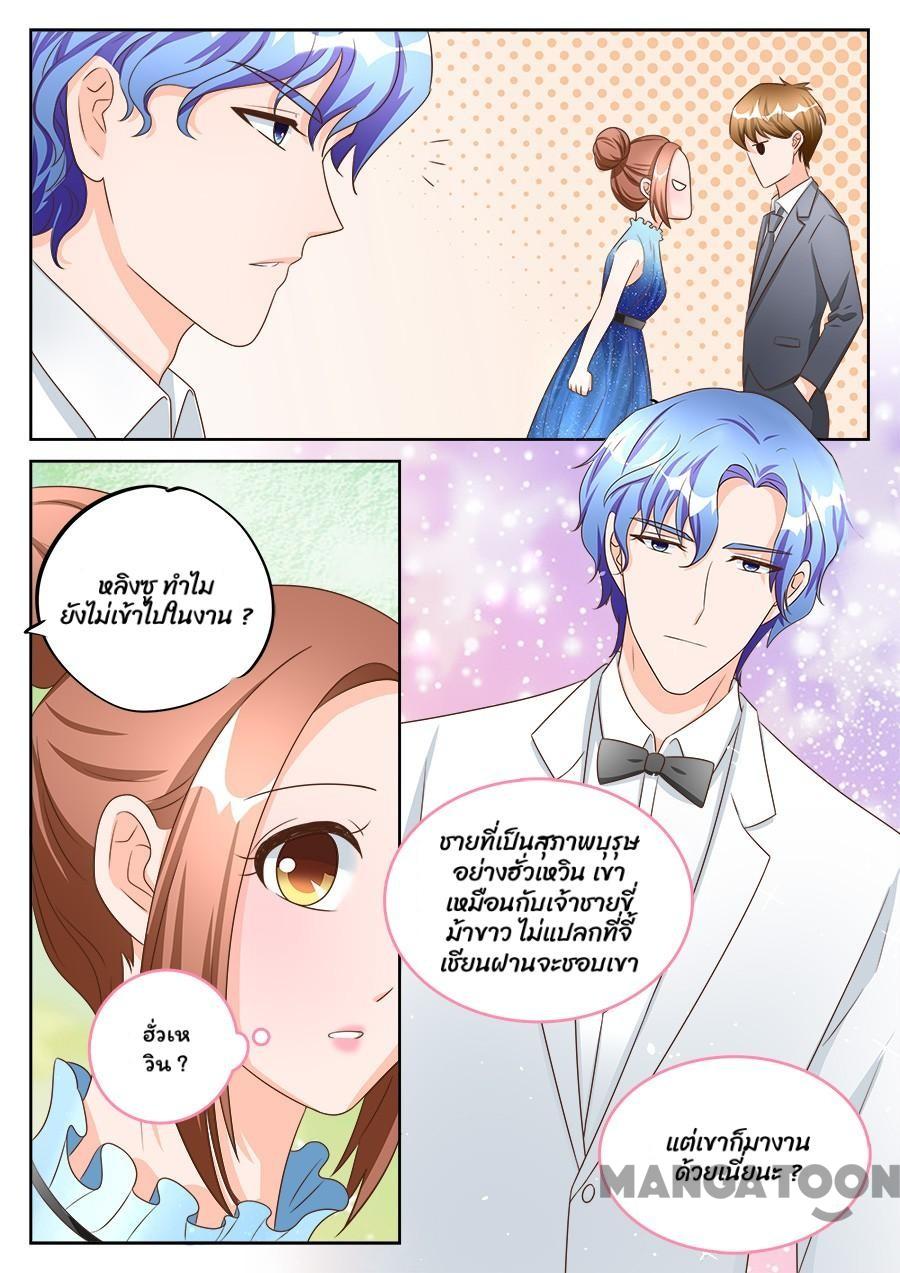 หลิงซู ทำไม
ยังไม่เข้าไปในงาน ?
ฮั่วเห
วิน ?
ชายที่เป็นสุภาพบุรุษ
อย่างฮั่วเหวิน เขา
เหมือนกับเจ้าชายขี่
ม้าขาว ไม่แปลกที่จี้
เชียนฝานจะชอบเขา
แต่เขาก็มางาน
ด้วยเนี่ยนะ ?
MANGATOON